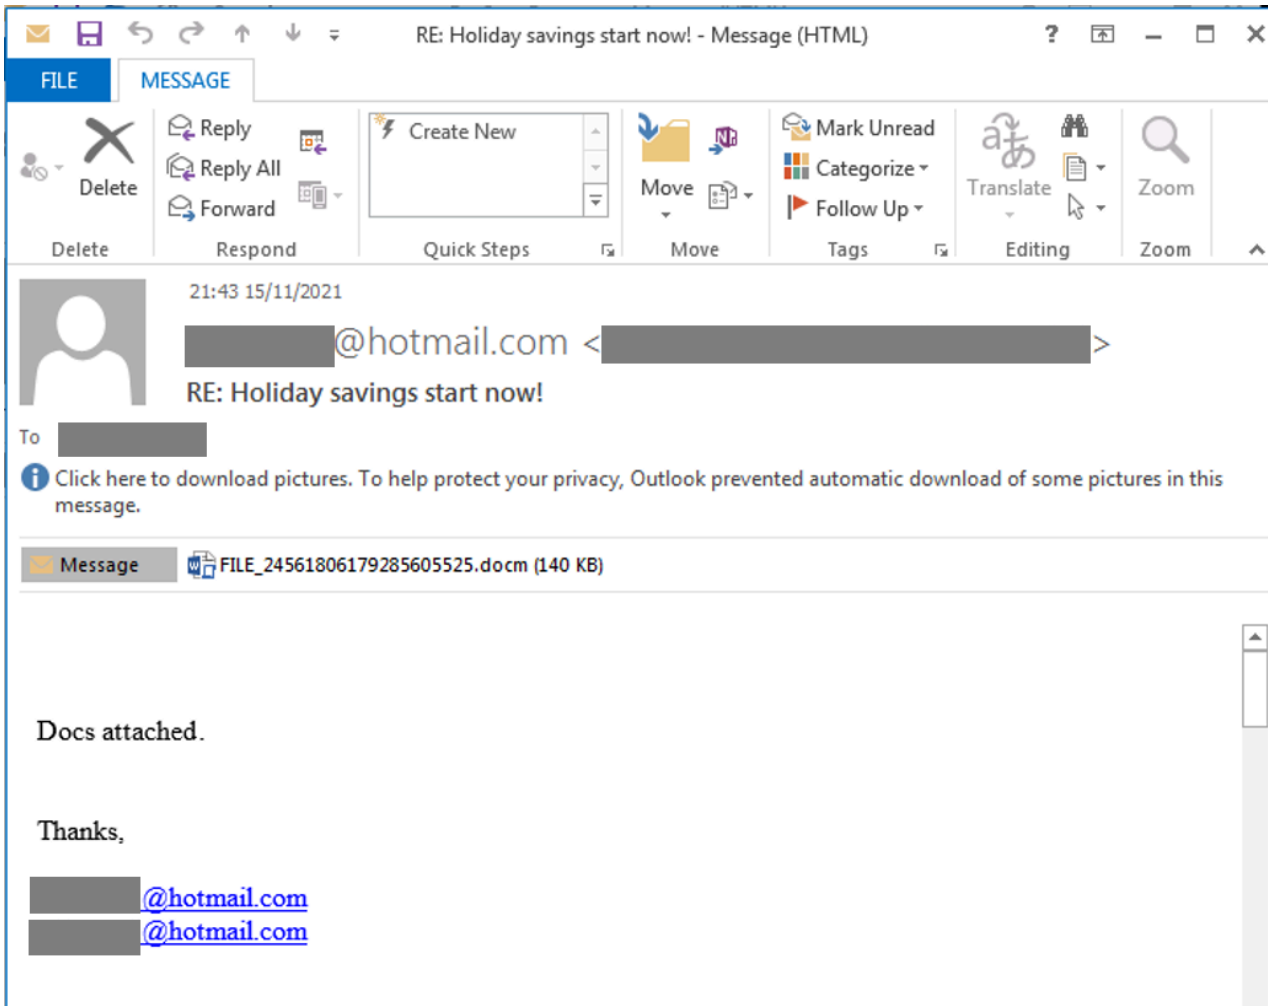 RE: Holiday savings start now! - Message (HTML)
?
FILE
MESSAGE
Delete
Reply
Reply All
Forward
Create New
Move
Mark Unread
Categorize
Follow Up
Translate
Zoom
Delete
Respond
Quick Steps
Move
Tags
Editing
Zoom
21:43 15/11/2021
@hotmail.com < >
RE: Holiday savings start now!
To
Click here to download pictures. To help protect your privacy, Outlook prevented automatic download of some pictures in this
message.
Message
FILE_24561806179285605525.docm (140 KB)
Docs attached.
Thanks,
@hotmail.com
@hotmail.com